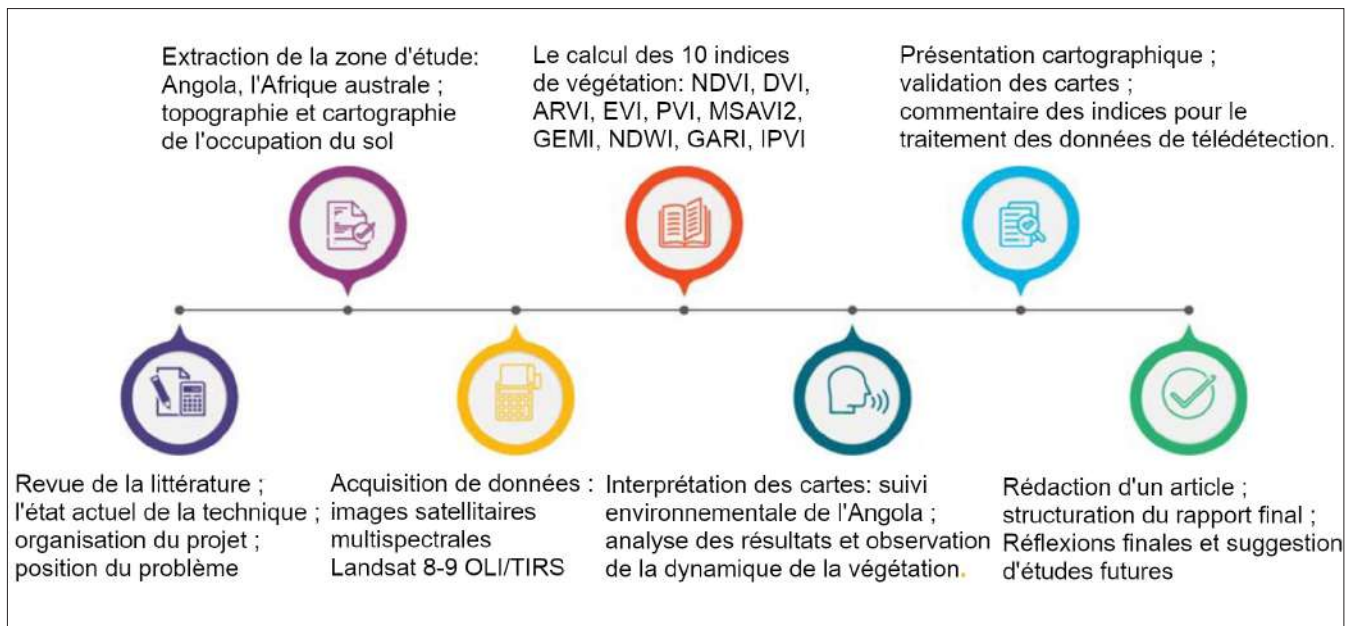 Extraction de la zone d'étude:
Angola, l'Afrique australe ;
topographie et cartographie
de l'occupation du sol
Le calcul des 10 indices
de végétation: NDVI, DVI,
ARVI, EVI, PVI, MSAVI2,
GEMI, NDWI, GARI, IPVI
Présentation cartographique ;
validation des cartes ;
commentaire des indices pour le
traitement des données de télédétection.
Revue de la littérature ;
l'état actuel de la technique ;
organisation du projet ;
position du problème
Acquisition de données :
images satellitaires
multispectrales
Landsat 8-9 OLI/TIRS
Interprétation des cartes: suivi
environnementale de l'Angola ;
analyse des résultats et observation
de la dynamique de la végétation.
Rédaction d'un article ;
structuration du rapport final ;
Réflexions finales et suggestion
d'études futures